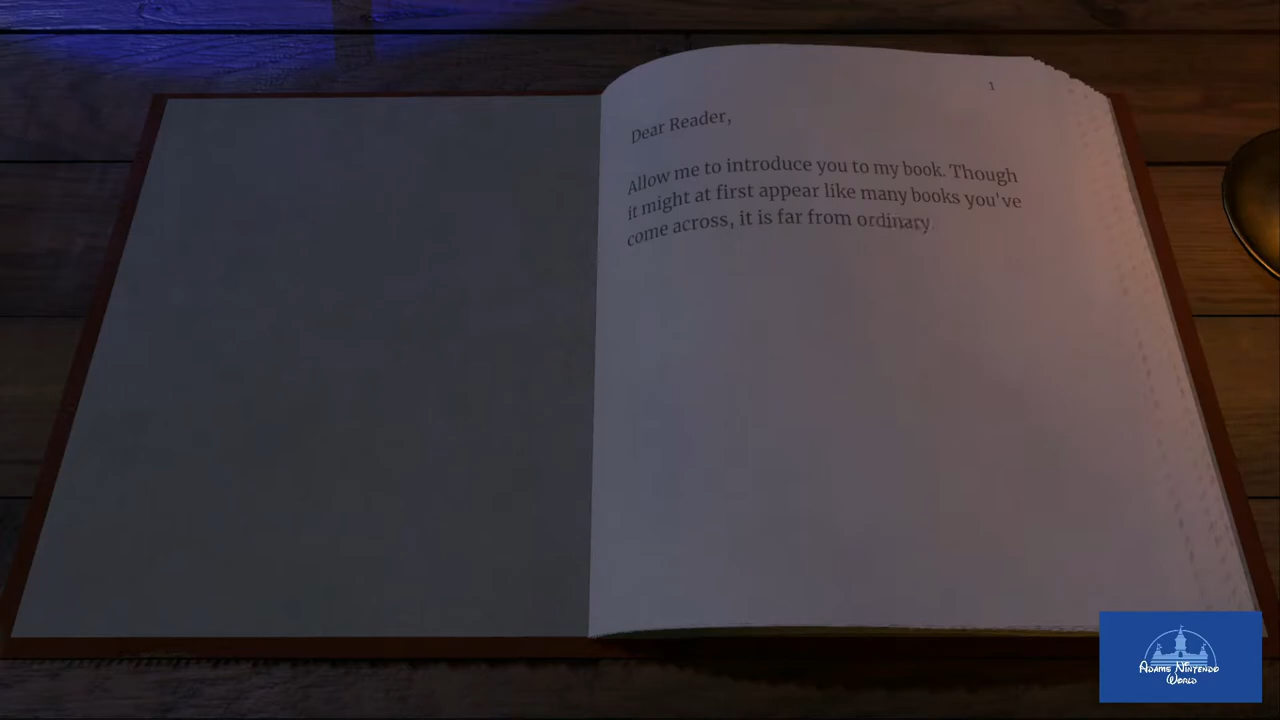 1
Dear Reader,
Allow me to introduce you to my book. Though
it might at first appear like many books you've
come across, it is far from ordinary
Adams Nintendo
World